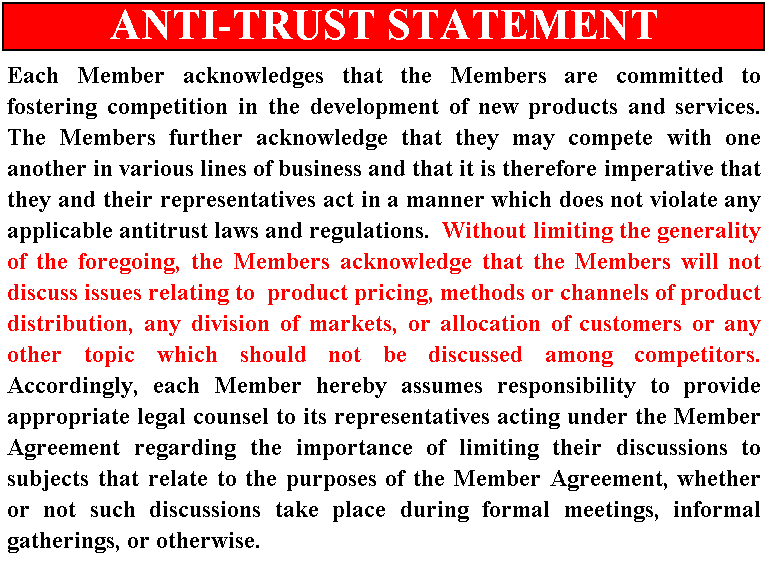 ANTI-TRUST STATEMENT
Each Member acknowledges that the Members are committed to
fostering competition in the development of new products and services.
The Members further acknowledge that they may compete with one
another in various lines of business and that it is therefore imperative that
they and their representatives act in a manner which does not violate any
applicable antitrust laws and regulations.  Without limiting the generality
of the foregoing, the Members acknowledge that the Members will not
discuss issues relating to  product pricing, methods or channels of product
distribution, any division of markets, or allocation of customers or any
other topic which should not be discussed among competitors.
Accordingly, each Member hereby assumes responsibility to provide
appropriate legal counsel to its representatives acting under the Member
Agreement regarding the importance of limiting their discussions to
subjects that relate to the purposes of the Member Agreement, whether
or not such discussions take place during formal meetings, informal
gatherings, or otherwise.